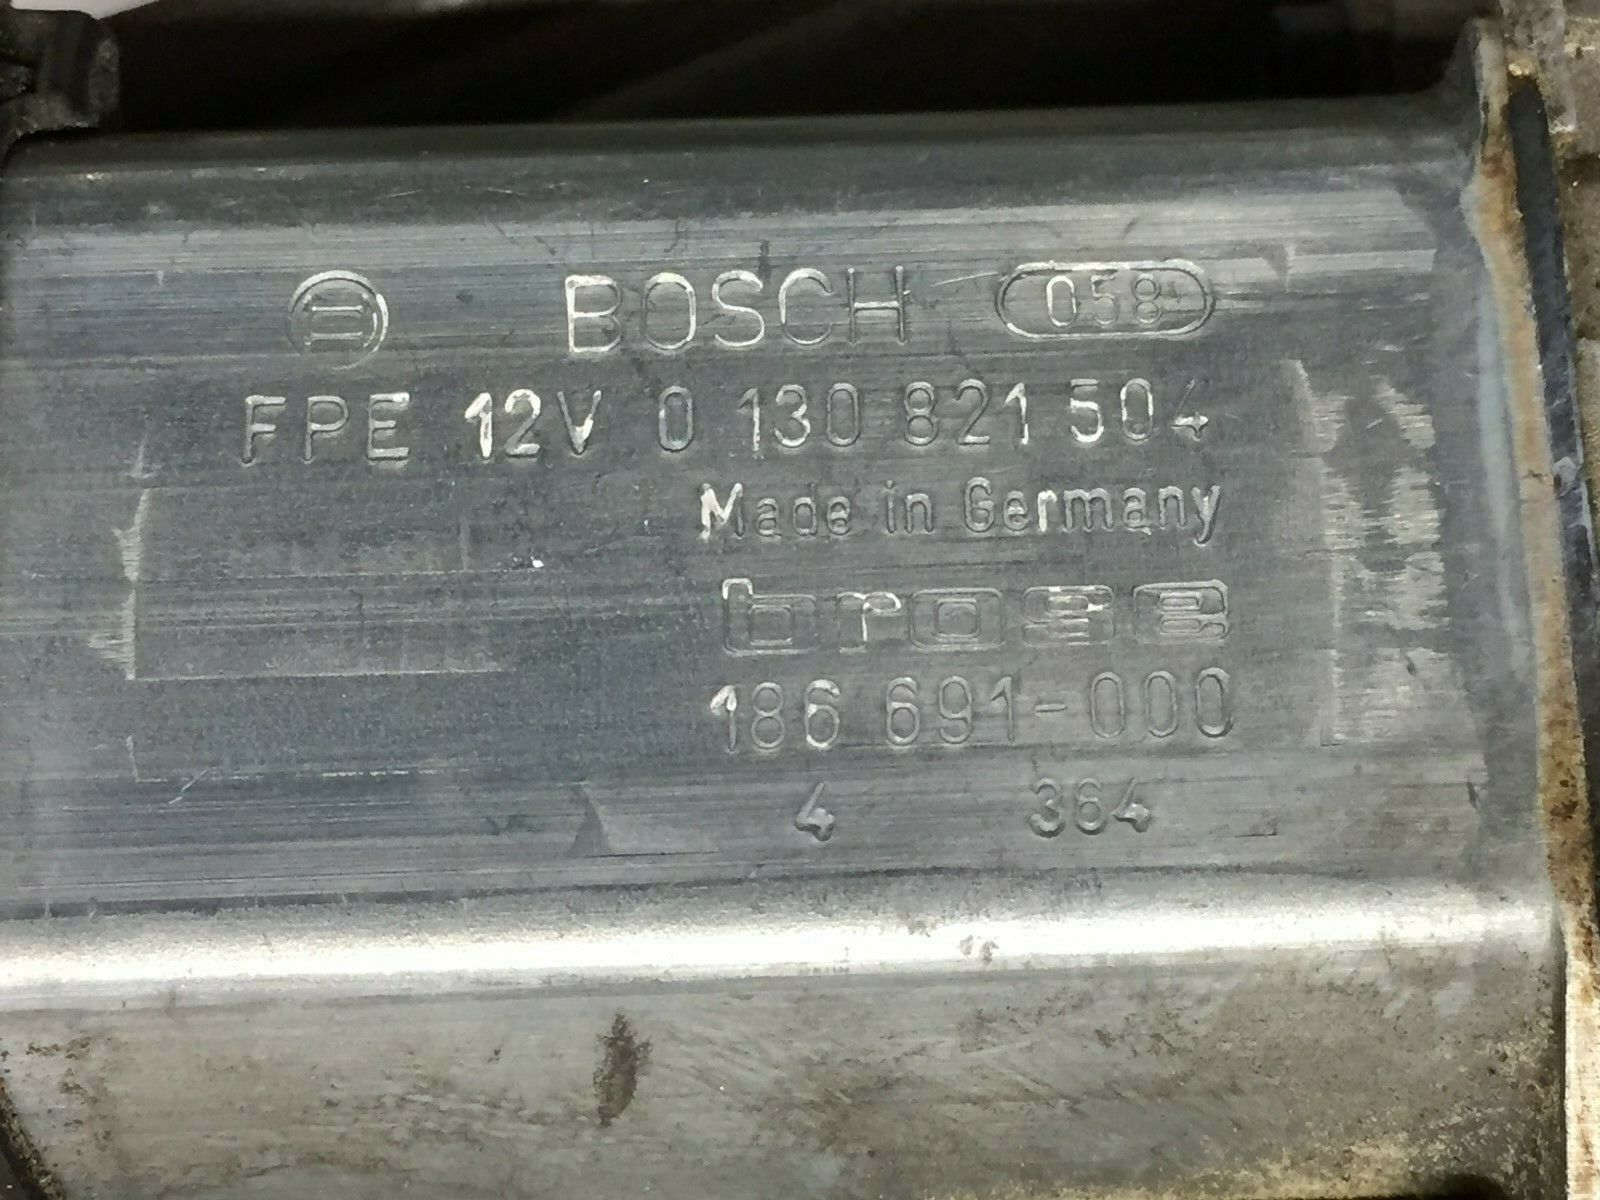 BOSCH 058
FPE 12V 0 130 821 504
Made in Germany
brose
186 691-000
4 364